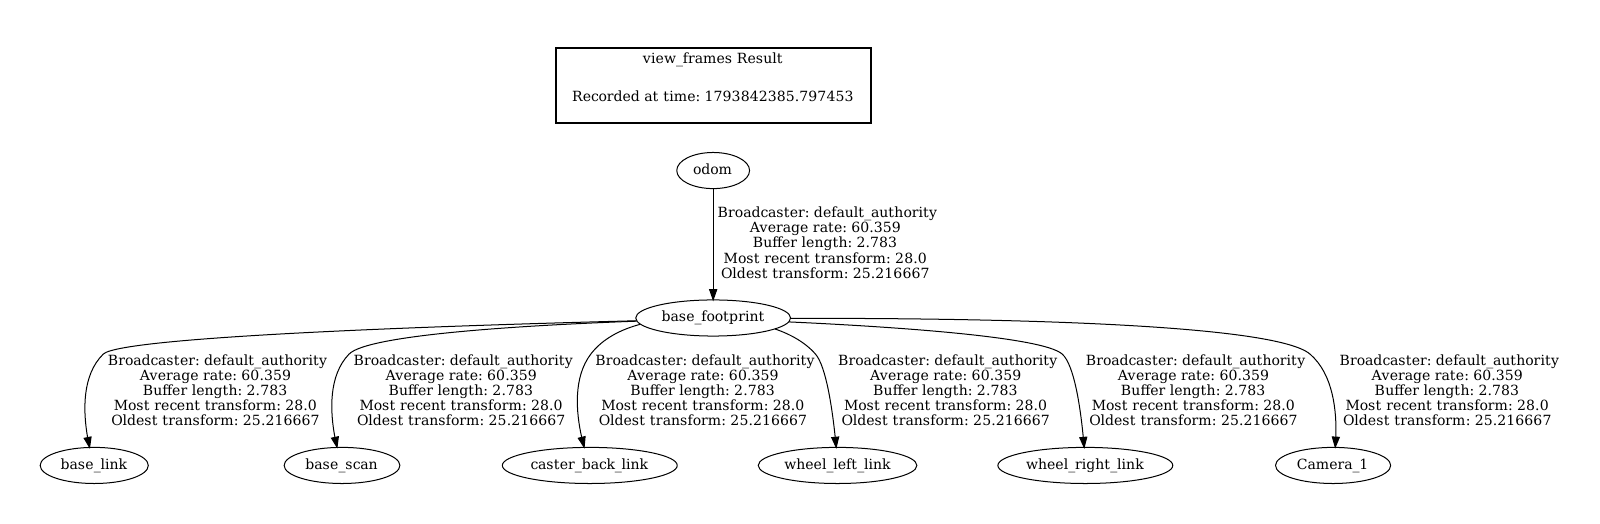 view_frames Result
Recorded at time: 1793842385.797453
odom
Broadcaster: default_authority
Average rate: 60.359
Buffer length: 2.783
Most recent transform: 28.0
Oldest transform: 25.216667
base_footprint
Broadcaster: default_authority
Average rate: 60.359
Buffer length: 2.783
Most recent transform: 28.0
Oldest transform: 25.216667
Broadcaster: default_authority
Average rate: 60.359
Buffer length: 2.783
Most recent transform: 28.0
Oldest transform: 25.216667
Broadcaster: default_authority
Average rate: 60.359
Buffer length: 2.783
Most recent transform: 28.0
Oldest transform: 25.216667
Broadcaster: default_authority
Average rate: 60.359
Buffer length: 2.783
Most recent transform: 28.0
Oldest transform: 25.216667
Broadcaster: default_authority
Average rate: 60.359
Buffer length: 2.783
Most recent transform: 28.0
Oldest transform: 25.216667
Broadcaster: default_authority
Average rate: 60.359
Buffer length: 2.783
Most recent transform: 28.0
Oldest transform: 25.216667
base_link
base_scan
caster_back_link
wheel_left_link
wheel_right_link
Camera_1